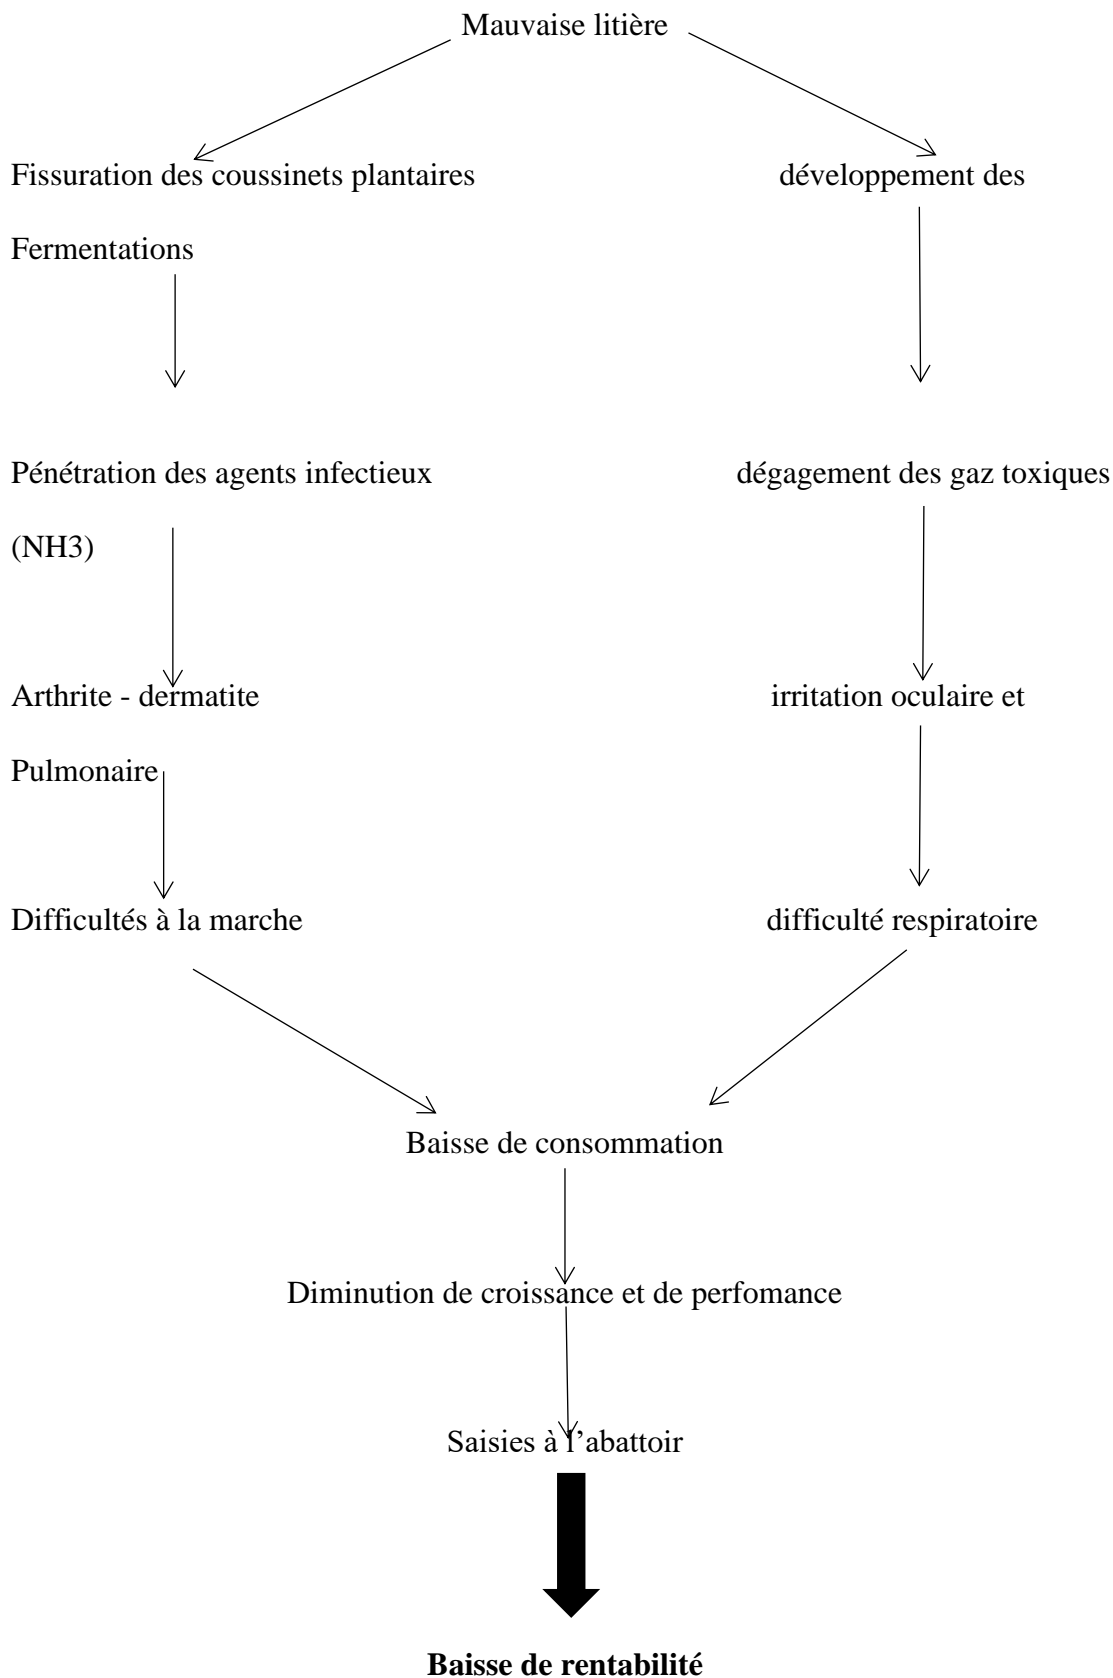 Mauvaise litière
Fissuration des coussinets plantaires développement des
Fermentations
Pénétration des agents infectieux dégagement des gaz toxiques
(NH3)
Arthrite - dermatite irritation oculaire et
Pulmonaire
Difficultés à la marche difficulté respiratoire
Baisse de consommation
Diminution de croissance et de perfomance
Saisies à l’abattoir
Baisse de rentabilité